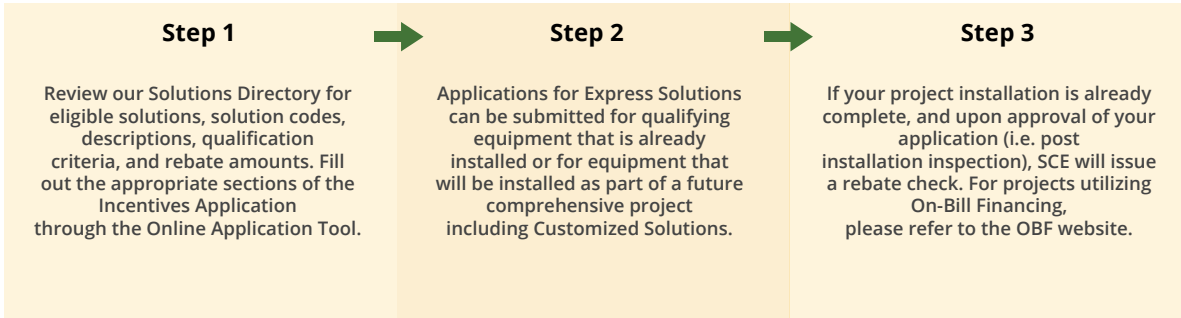 Step 1
Review our Solutions Directory for
eligible solutions, solution codes,
descriptions, qualification
criteria, and rebate amounts. Fill
out the appropriate sections of the
Incentives Application
through the Online Application Tool.
Step 2
Applications for Express Solutions
can be submitted for qualifying
equipment that is already
installed or for equipment that
will be installed as part of a future
comprehensive project
including Customized Solutions.
Step 3
If your project installation is already
complete, and upon approval of your
application (i.e. post
installation inspection), SCE will issue
a rebate check. For projects utilizing
On-Bill Financing,
please refer to the OBF website.